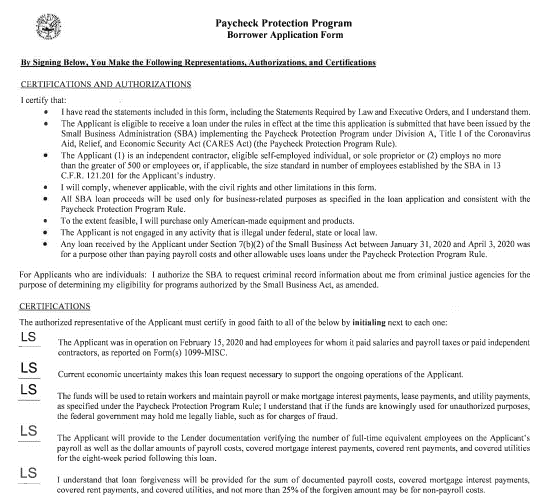 Paycheck Protection Program
Borrower Application Form
By Signing Below, You Make the Following Representations, Authorizations, and Certifications
CERTIFICATIONS AND AUTHORIZATIONS
I certify that:
• I have read the statements included in this form, including the Statements Required by Law and Executive Orders, and I understand them.
• The Applicant is eligible to receive a loan under the rules in effect at the time this application is submitted that have been issued by the
Small Business Administration (SBA) implementing the Paycheck Protection Program under Division A, Title I of the Coronavirus
Aid, Relief, and Economic Security Act (CARES Act) (the Paycheck Protection Program Rule).
• The Applicant (1) is an independent contractor, eligible self-employed individual, or sole proprietor or (2) employs no more
than the greater of 500 or employees or, if applicable, the size standard in number of employees established by the SBA in 13
C.F.R. 121.201 for the Applicant's industry.
• I will comply, whenever applicable, with the civil rights and other limitations in this form.
• All SBA loan proceeds will be used only for business-related purposes as specified in the loan application and consistent with the
Paycheck Protection Program Rule.
• To the extent feasible, I will purchase only American-made equipment and products.
• The Applicant is not engaged in any activity that is illegal under federal, state or local law.
• Any loan received by the Applicant under Section 7(b)(2) of the Small Business Act between January 31, 2020 and April 3, 2020 was
for a purpose other than paying payroll costs and other allowable uses loans under the Paycheck Protection Program Rule.
For Applicants who are individuals: I authorize the SBA to request criminal record information about me from criminal justice agencies for the
purpose of determining my eligibility for programs authorized by the Small Business Act, as amended.
CERTIFICATIONS
The authorized representative of the Applicant must certify in good faith to all of the below by initialing next to each one:
LS The Applicant was in operation on February 15, 2020 and had employees for whom it paid salaries and payroll taxes or paid independent
contractors, as reported on Form(s) 1099-MISC.
LS Current economic uncertainty makes this loan request necessary to support the ongoing operations of the Applicant.
LS The funds will be used to retain workers and maintain payroll or make mortgage interest payments, lease payments, and utility payments,
as specified under the Paycheck Protection Program Rule; I understand that if the funds are knowingly used for unauthorized purposes,
the federal government may hold me legally liable, such as for charges of fraud.
LS The Applicant will provide to the Lender documentation verifying the number of full-time equivalent employees on the Applicant's
payroll as well as the dollar amounts of payroll costs, covered mortgage interest payments, covered rent payments, and covered utilities
for the eight-week period following this loan.
LS I understand that loan forgiveness will be provided for the sum of documented payroll costs, covered mortgage interest payments,
covered rent payments, and covered utilities, and not more than 25% of the forgiven amount may be for non-payroll costs.